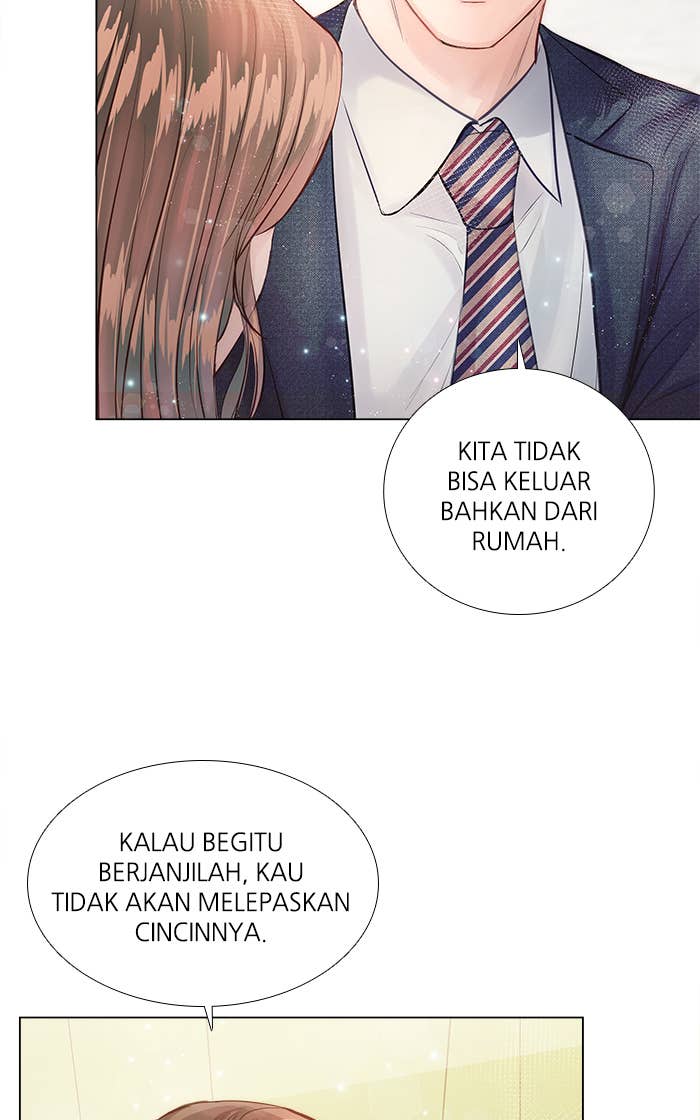 KITA TIDAK
BISA KELUAR
BAHKAN DARI
RUMAH.
KALAU BEGITU
BERJANJILAH, KAU
TIDAK AKAN MELEPASKAN
CINCINNYA.